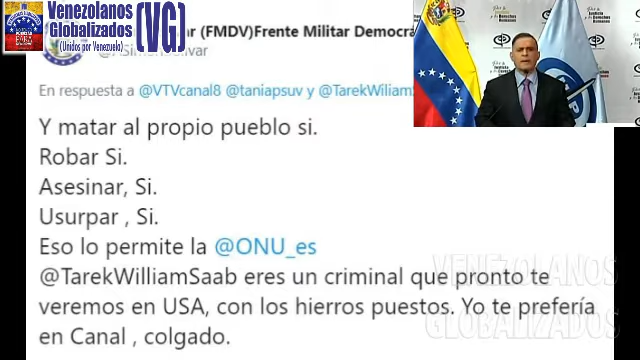 Venezolanos
Globalizados (VG)
(Unidos por Venezuela)
(FMDV)Frente Militar Democrá
En respuesta a @VTVcanal8 @taniapsuv y @TarekWiliamS
Y matar al propio pueblo si.
Robar Si.
Asesinar, Si.
Usurpar , Si.
Eso lo permite la @ONU_es
@TarekWilliamSaab eres un criminal que pronto te
veremos en USA, con los hierros puestos. Yo te prefería
en Canal , colgado.
VENEZOLANOS
GLOBALIZADOS